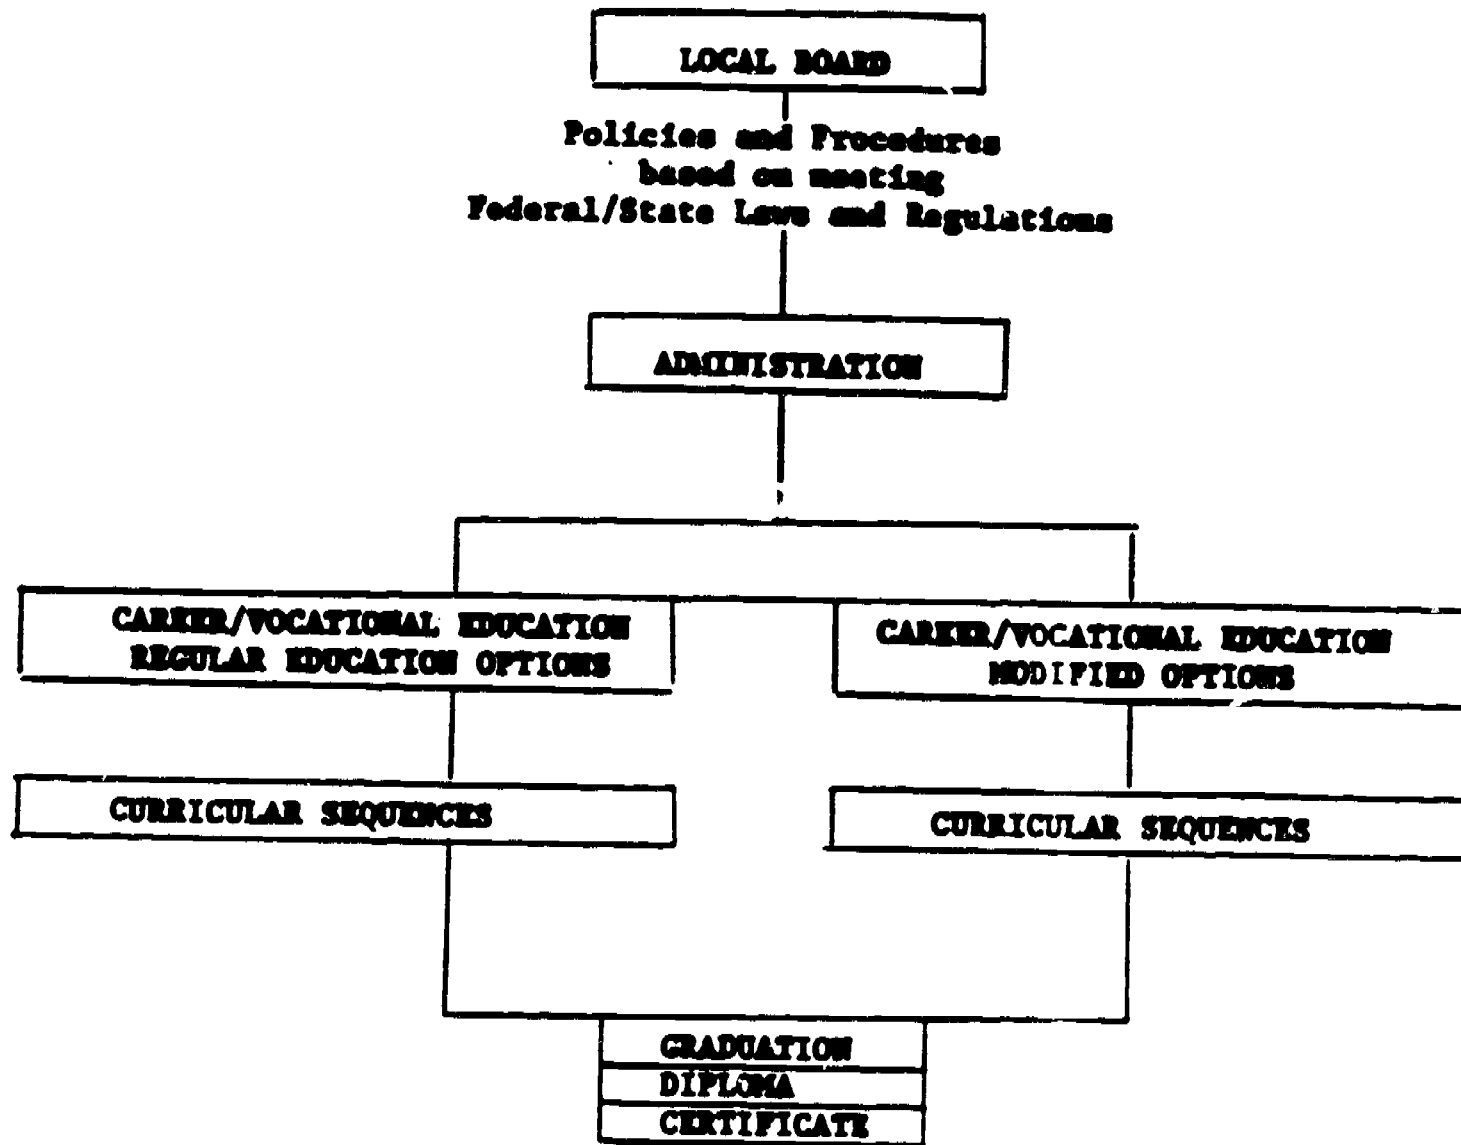 LOCAL BOARD
Policies and Procedures
based on meeting
Federal/State Laws and Regulations
ADMINISTRATION
CAREER/VOCATIONAL EDUCATION
REGULAR EDUCATION OPTIONS
CAREER/VOCATIONAL EDUCATION
MODIFIED OPTIONS
CURRICULAR SEQUENCES
CURRICULAR SEQUENCES
GRADUATION
DIPLOMA
CERTIFICATE